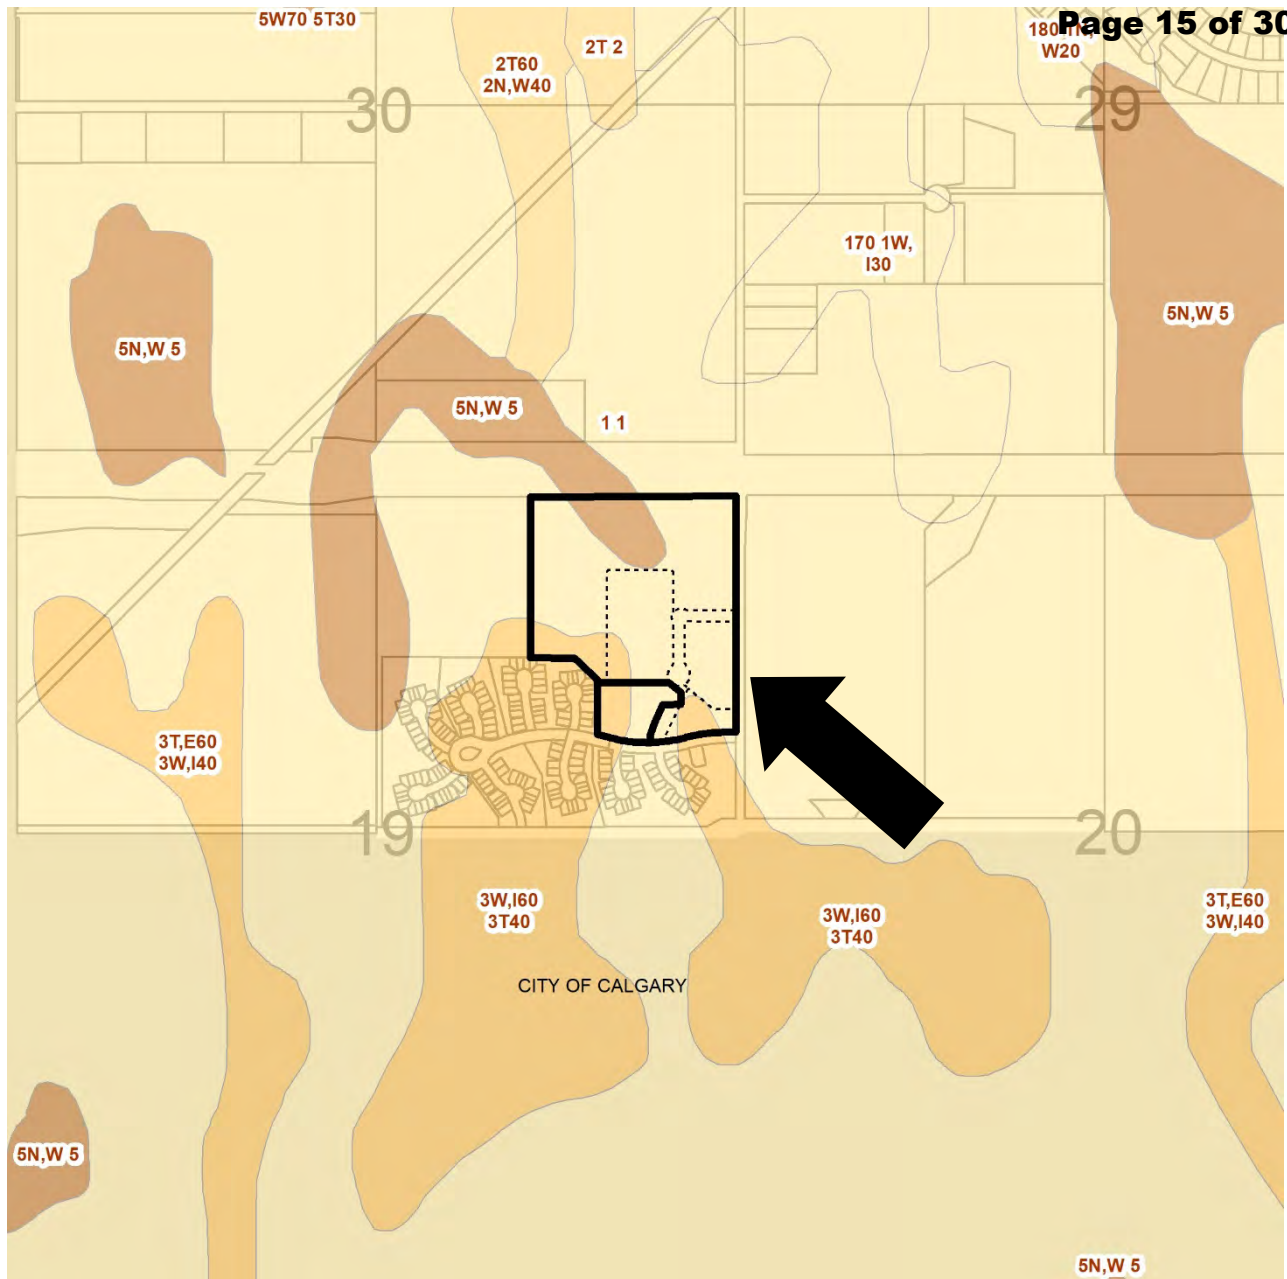 5W70 5T30
Page 15 of 30
2T60
2N,W40
2T 2
W20
30
29
170 1W,
I30
5N,W 5
5N,W 5
5N,W 5
1 1
3T,E60
3W,I40
19
20
3W,I60
3T40
3W,I60
3T40
3T,E60
3W,I40
CITY OF CALGARY
5N,W 5
5N,W 5